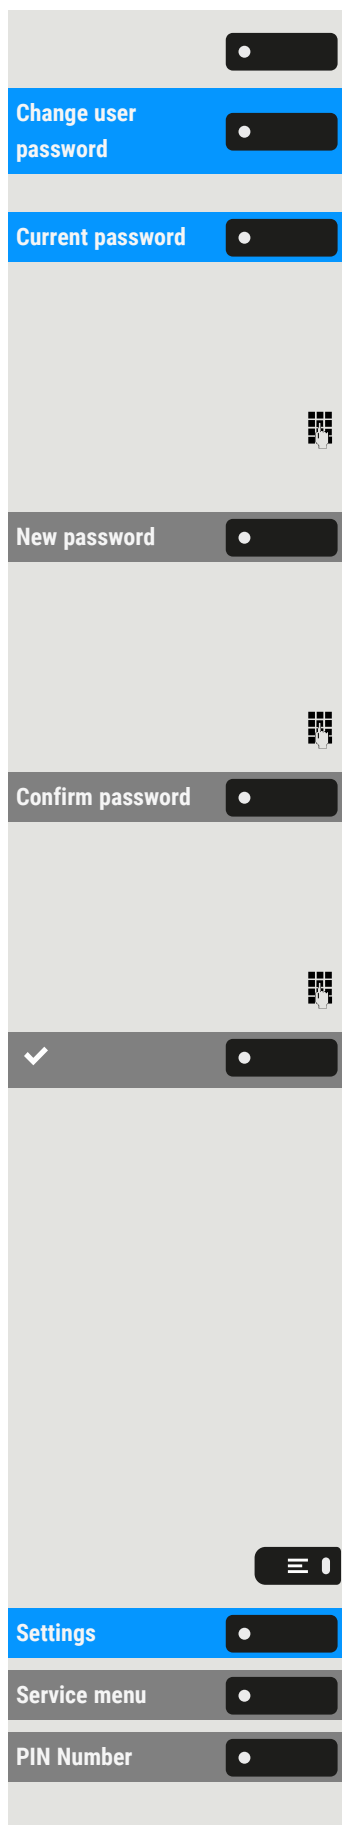 Change user
password
Current password
New password
Confirm password
Settings
Service menu
PIN Number